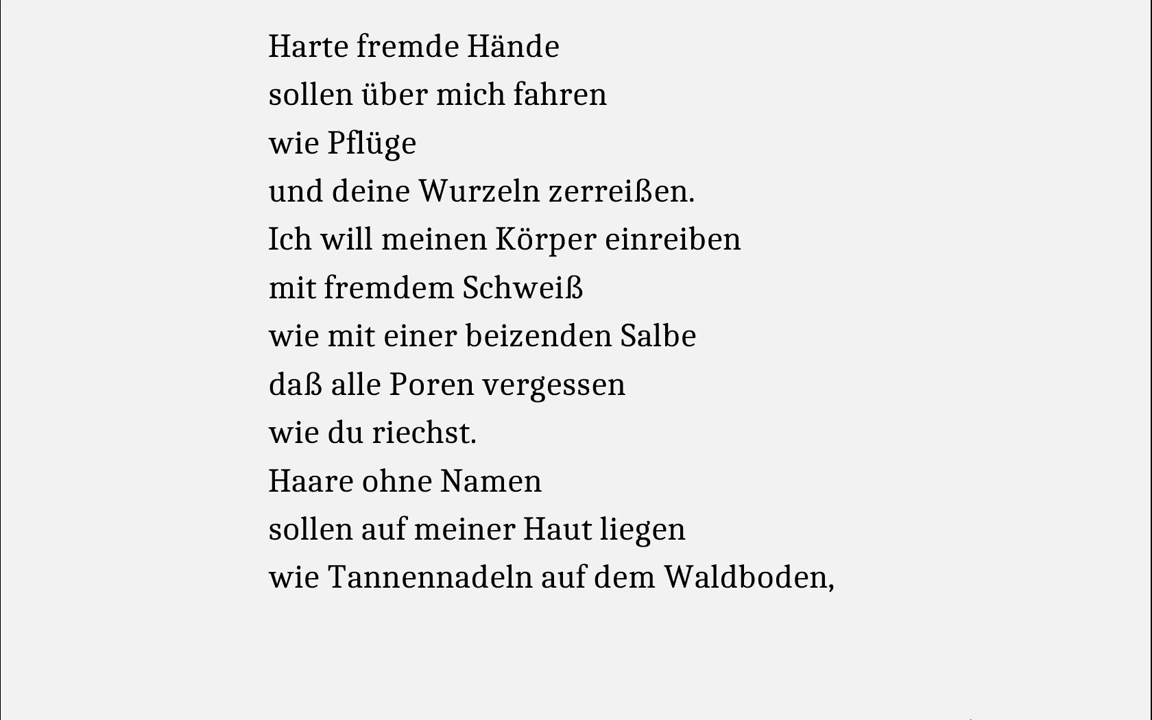 Harte fremde Hände
sollen über mich fahren
wie Pflüge
und deine Wurzeln zerreißen.
Ich will meinen Körper einreiben
mit fremdem Schweiß
wie mit einer beizenden Salbe
daß alle Poren vergessen
wie du riechst.
Haare ohne Namen
sollen auf meiner Haut liegen
wie Tannennadeln auf dem Waldboden,